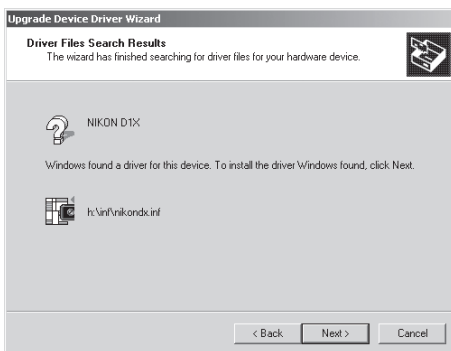 Upgrade Device Driver Wizard
Driver Files Search Results
The wizard has finished searching for driver files for your hardware device.
NIKON D1X
Windows found a driver for this device. To install the driver Windows found, click Next.
h:\inf\nikondx.inf
< Back Next > Cancel